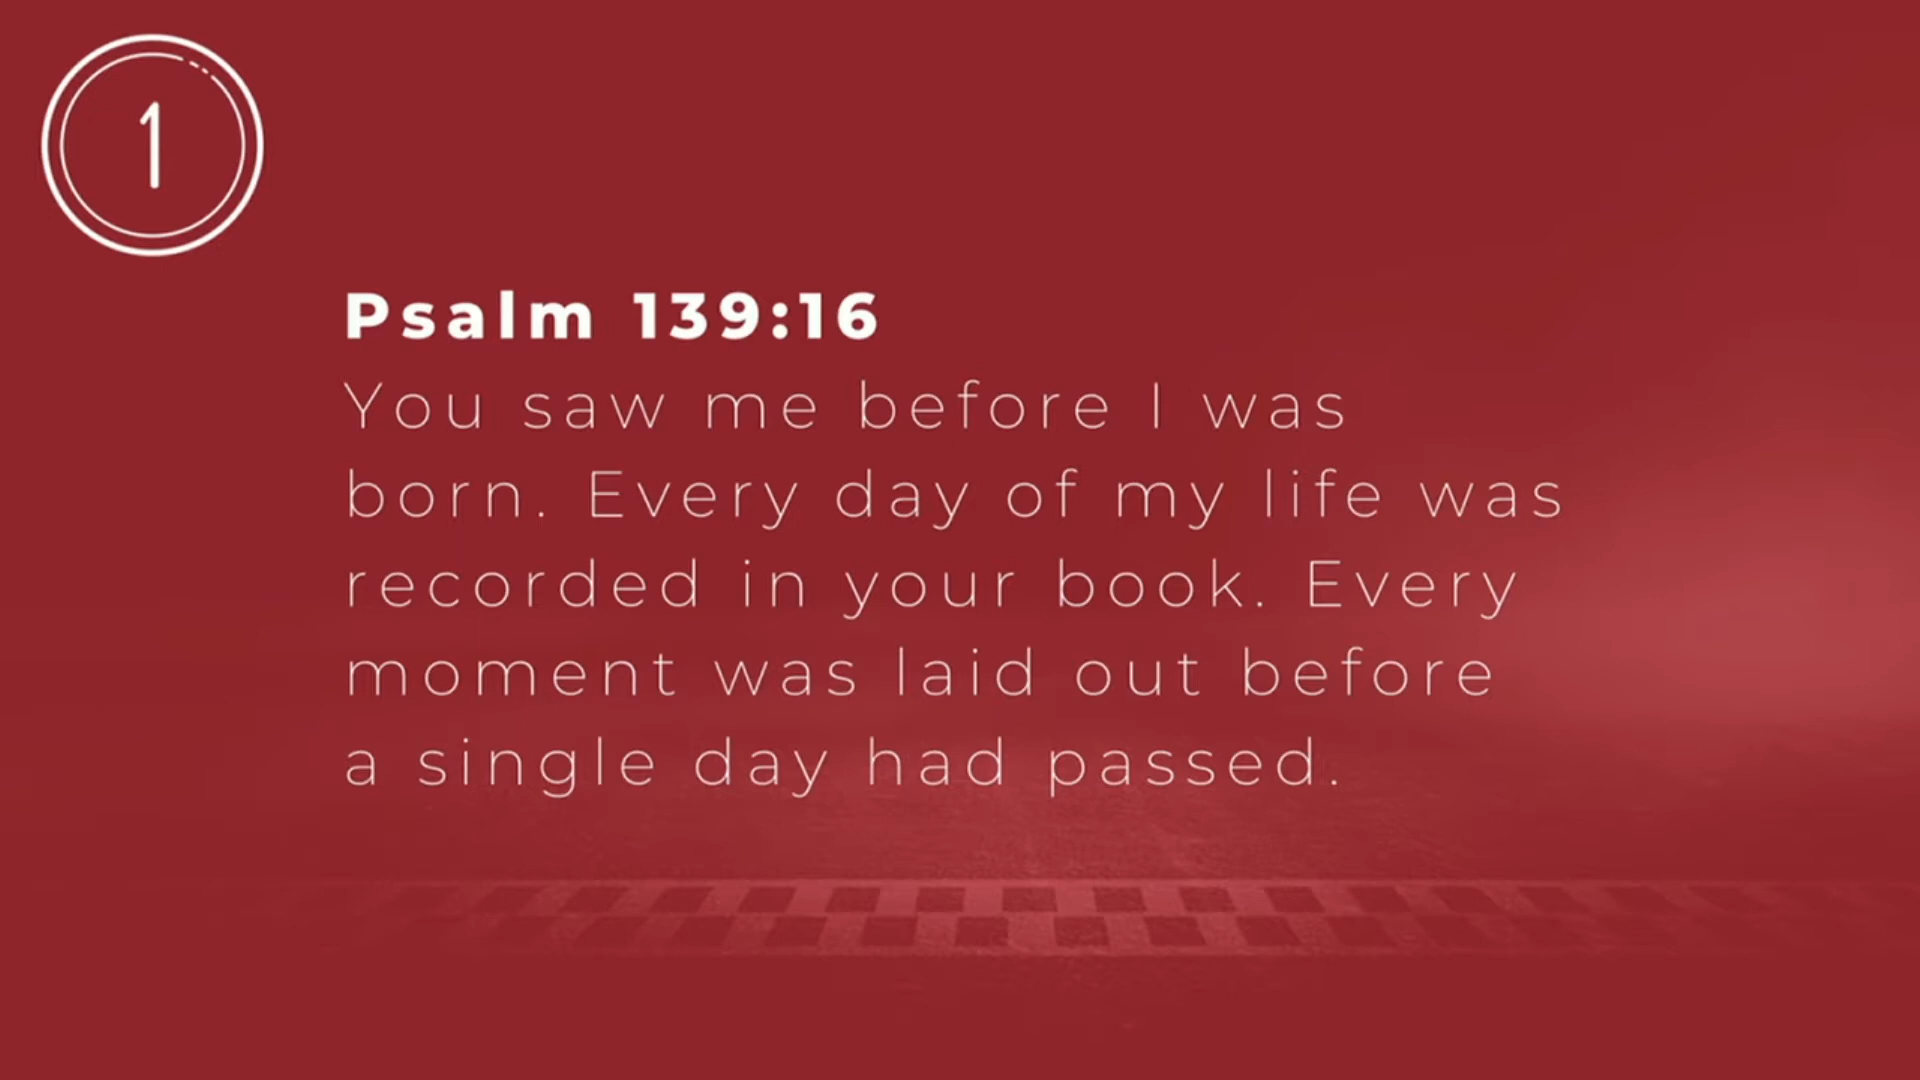 1
Psalm 139:16
You saw me before I was
born. Every day of my life was
recorded in your book. Every
moment was laid out before
a single day had passed.